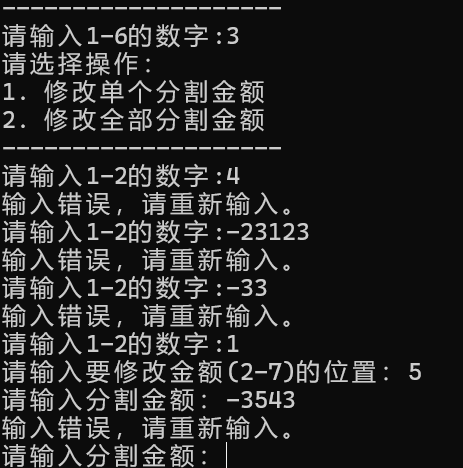 --------------------
请输入1-6的数字:3
请选择操作:
1. 修改单个分割金额
2. 修改全部分割金额
--------------------
请输入1-2的数字:4
输入错误，请重新输入。
请输入1-2的数字:-23123
输入错误，请重新输入。
请输入1-2的数字:-33
输入错误，请重新输入。
请输入1-2的数字:1
请输入要修改金额(2-7)的位置: 5
请输入分割金额: -3543
输入错误，请重新输入。
请输入分割金额: